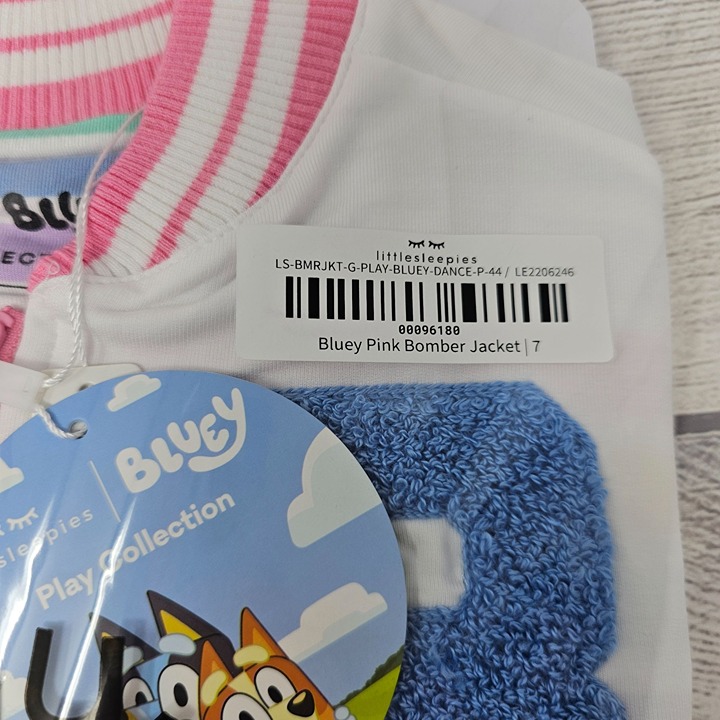 littlesleepies
LS-BMRJKT-G-PLAY-BLUEY-DANCE-P-44 / LE2206246
00096180
Bluey Pink Bomber Jacket | 7
BLUEY
Play Collection